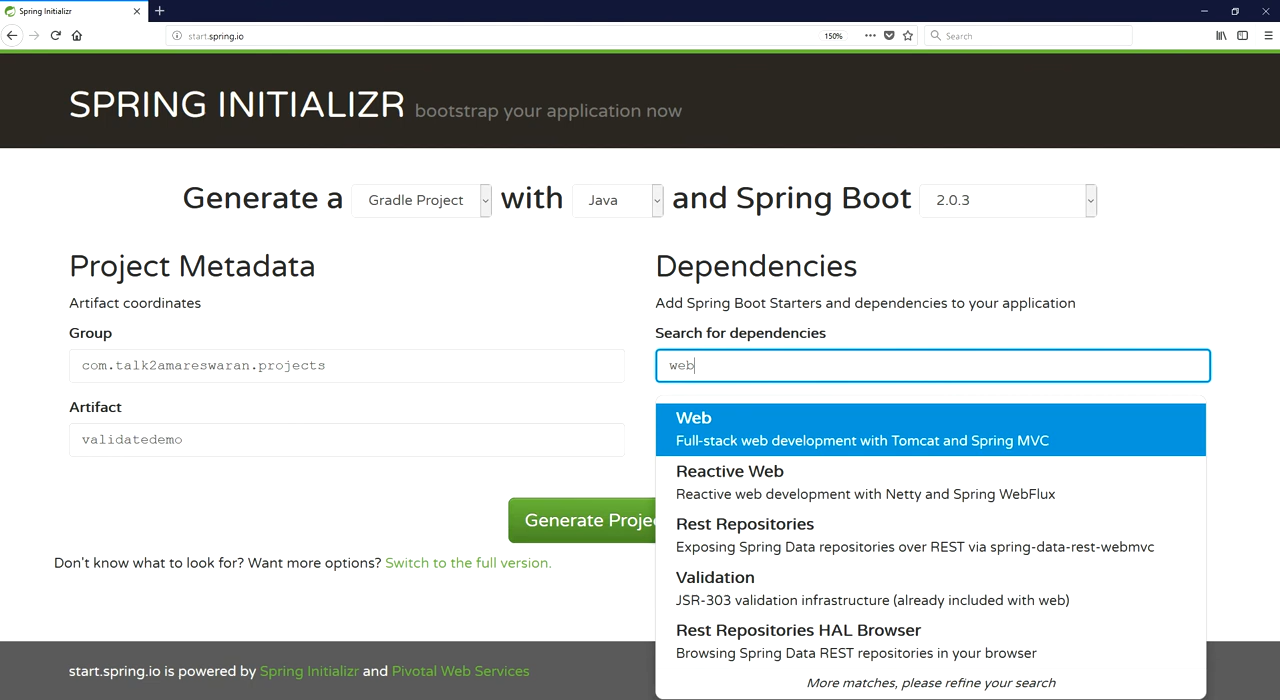 Spring Initializr
start.spring.io
150%
Search
SPRING INITIALIZR bootstrap your application now
Generate a Gradle Project with Java and Spring Boot 2.0.3
Project Metadata
Artifact coordinates
Group
com.talk2amareswaran.projects
Artifact
validatedemo
Dependencies
Add Spring Boot Starters and dependencies to your application
Search for dependencies
web
Web
Full-stack web development with Tomcat and Spring MVC
Reactive Web
Reactive web development with Netty and Spring WebFlux
Rest Repositories
Exposing Spring Data repositories over REST via spring-data-rest-webmvc
Validation
JSR-303 validation infrastructure (already included with web)
Rest Repositories HAL Browser
Browsing Spring Data REST repositories in your browser
More matches, please refine your search
Generate Projec
Don't know what to look for? Want more options? Switch to the full version.
start.spring.io is powered by Spring Initializr and Pivotal Web Services